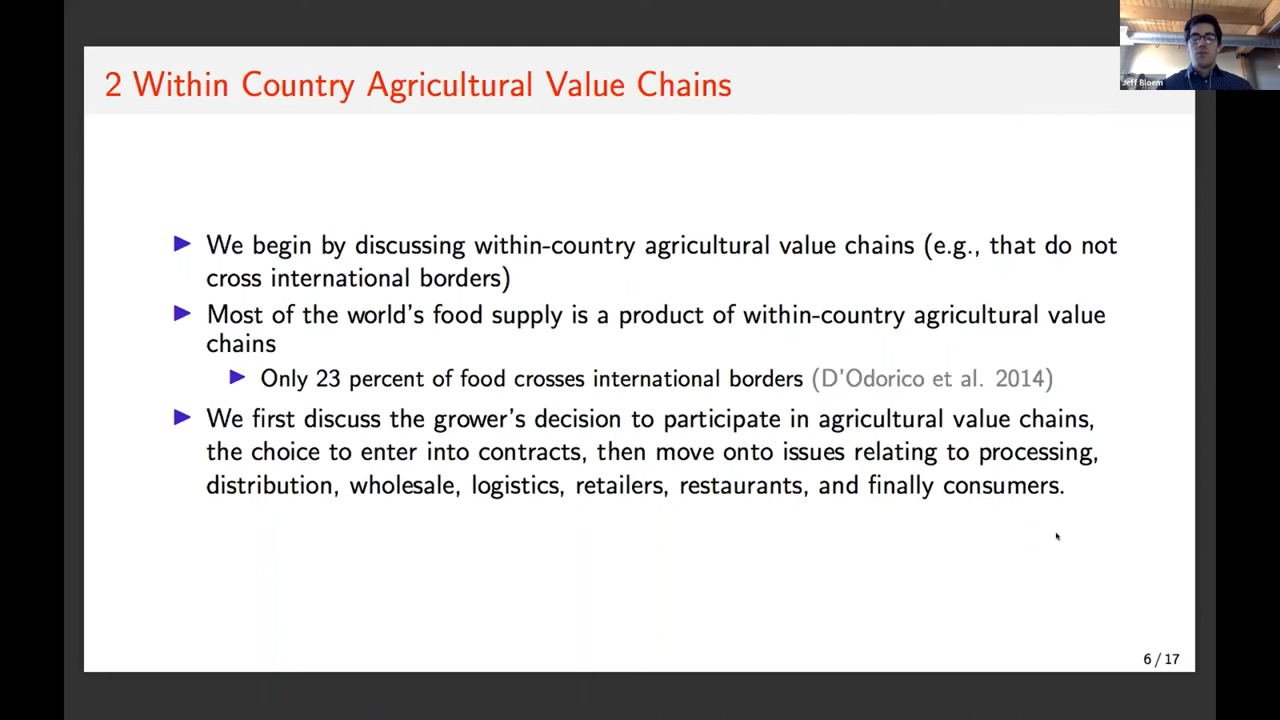 2 Within Country Agricultural Value Chains
Jeff Bloem
We begin by discussing within-country agricultural value chains (e.g., that do not
cross international borders)
Most of the world's food supply is a product of within-country agricultural value
chains
Only 23 percent of food crosses international borders (D'Odorico et al. 2014)
We first discuss the grower's decision to participate in agricultural value chains,
the choice to enter into contracts, then move onto issues relating to processing,
distribution, wholesale, logistics, retailers, restaurants, and finally consumers.
6 / 17